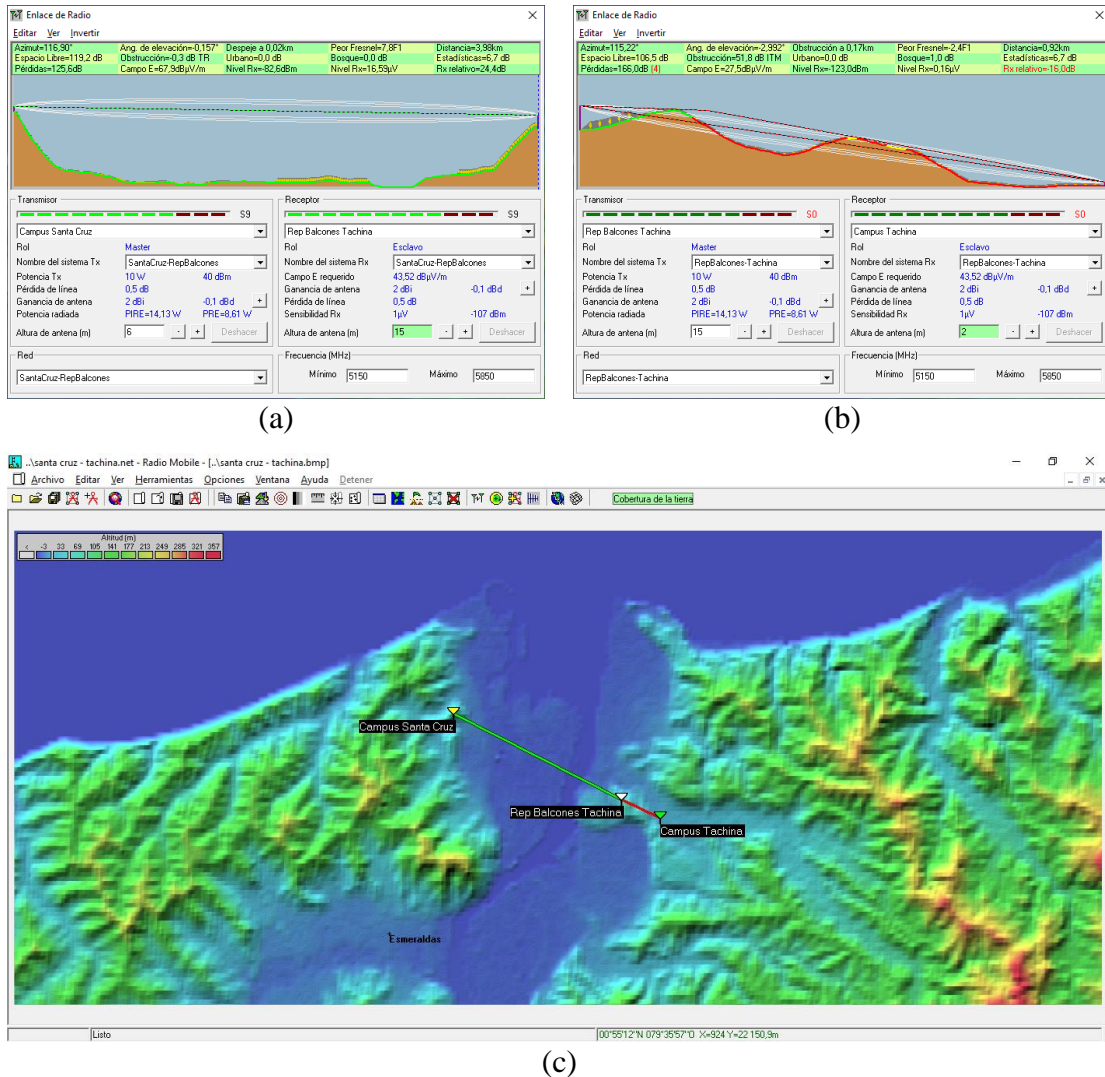 Enlace de Radio
Editar Ver Invertir
Azimut=116,90° Ang. de elevación=-0,157° Despeje a 0,02km Peor Fresnel=7,8F1 Distancia=3,98km
Espacio Libre=119,2 dB Obstrucción=-0,3 dB TR Urbano=0,0 dB Bosque=0,0 dB Estadísticas=6,7 dB
Pérdidas=125,6dB Campo E=67,9dBµV/m Nivel Rx=-82,6dBm Nivel Rx=16,59µV Rx relativo=24,4dB
Transmisor
S9
Campus Santa Cruz
Rol Master
Nombre del sistema Tx SantaCruz-RepBalcones
Potencia Tx 10 W 40 dBm
Pérdida de línea 0,5 dB
Ganancia de antena 2 dBi -0,1 dBd +
Potencia radiada PIRE=14,13 W PRE=8,61 W
Altura de antena (m) 6 - + Deshacer
Red
SantaCruz-RepBalcones
Receptor
S9
Rep Balcones Tachina
Rol Esclavo
Nombre del sistema Rx SantaCruz-RepBalcones
Campo E requerido 43,52 dBµV/m
Ganancia de antena 2 dBi -0,1 dBd +
Pérdida de línea 0,5 dB
Sensibilidad Rx 1µV -107 dBm
Altura de antena (m) 15 - + Deshacer
Frecuencia (MHz)
Mínimo 5150 Máximo 5850
(a)
Enlace de Radio
Editar Ver Invertir
Azimut=115,22° Ang. de elevación=-2,992° Obstrucción a 0,17km Peor Fresnel=-2,4F1 Distancia=0,92km
Espacio Libre=106,5 dB Obstrucción=51,8 dB ITM Urbano=0,0 dB Bosque=1,0 dB Estadísticas=6,7 dB
Pérdidas=166,0dB (4) Campo E=27,5dBµV/m Nivel Rx=-123,0dBm Nivel Rx=0,16µV Rx relativo=-16,0dB
Transmisor
S0
Rep Balcones Tachina
Rol Master
Nombre del sistema Tx RepBalcones-Tachina
Potencia Tx 10 W 40 dBm
Pérdida de línea 0,5 dB
Ganancia de antena 2 dBi -0,1 dBd +
Potencia radiada PIRE=14,13 W PRE=8,61 W
Altura de antena (m) 15 - + Deshacer
Red
RepBalcones-Tachina
Receptor
S0
Campus Tachina
Rol Esclavo
Nombre del sistema Rx RepBalcones-Tachina
Campo E requerido 43,52 dBµV/m
Ganancia de antena 2 dBi -0,1 dBd +
Pérdida de línea 0,5 dB
Sensibilidad Rx 1µV -107 dBm
Altura de antena (m) 2 - + Deshacer
Frecuencia (MHz)
Mínimo 5150 Máximo 5850
(b)
..\santa cruz - tachina.net - Radio Mobile - [..\santa cruz - tachina.bmp]
Archivo Editar Ver Herramientas Opciones Ventana Ayuda Detener
Cobertura de la tierra
Altitud (m)
< -3 33 69 105 141 177 213 249 285 321 357
Campus Santa Cruz
Rep Balcones Tachina
Campus Tachina
Esmeraldas
Listo 00°55'12"N 079°35'57"O X=924 Y=22 150,9m
(c)